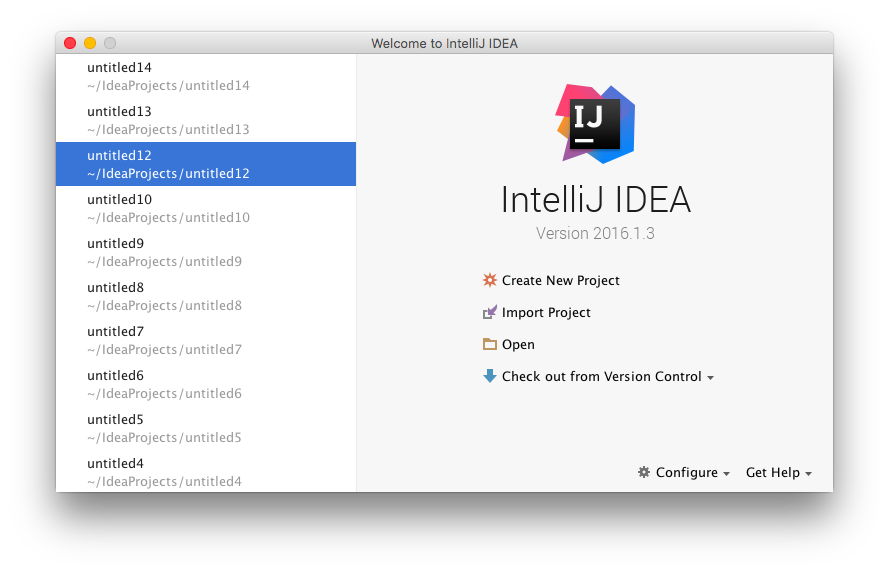 Welcome to IntelliJ IDEA
untitled14
~/IdeaProjects/untitled14
untitled13
~/IdeaProjects/untitled13
untitled12
~/IdeaProjects/untitled12
untitled10
~/IdeaProjects/untitled10
untitled9
~/IdeaProjects/untitled9
untitled8
~/IdeaProjects/untitled8
untitled7
~/IdeaProjects/untitled7
untitled6
~/IdeaProjects/untitled6
untitled5
~/IdeaProjects/untitled5
untitled4
~/IdeaProjects/untitled4
IJ
IntelliJ IDEA
Version 2016.1.3
Create New Project
Import Project
Open
Check out from Version Control
Configure Get Help